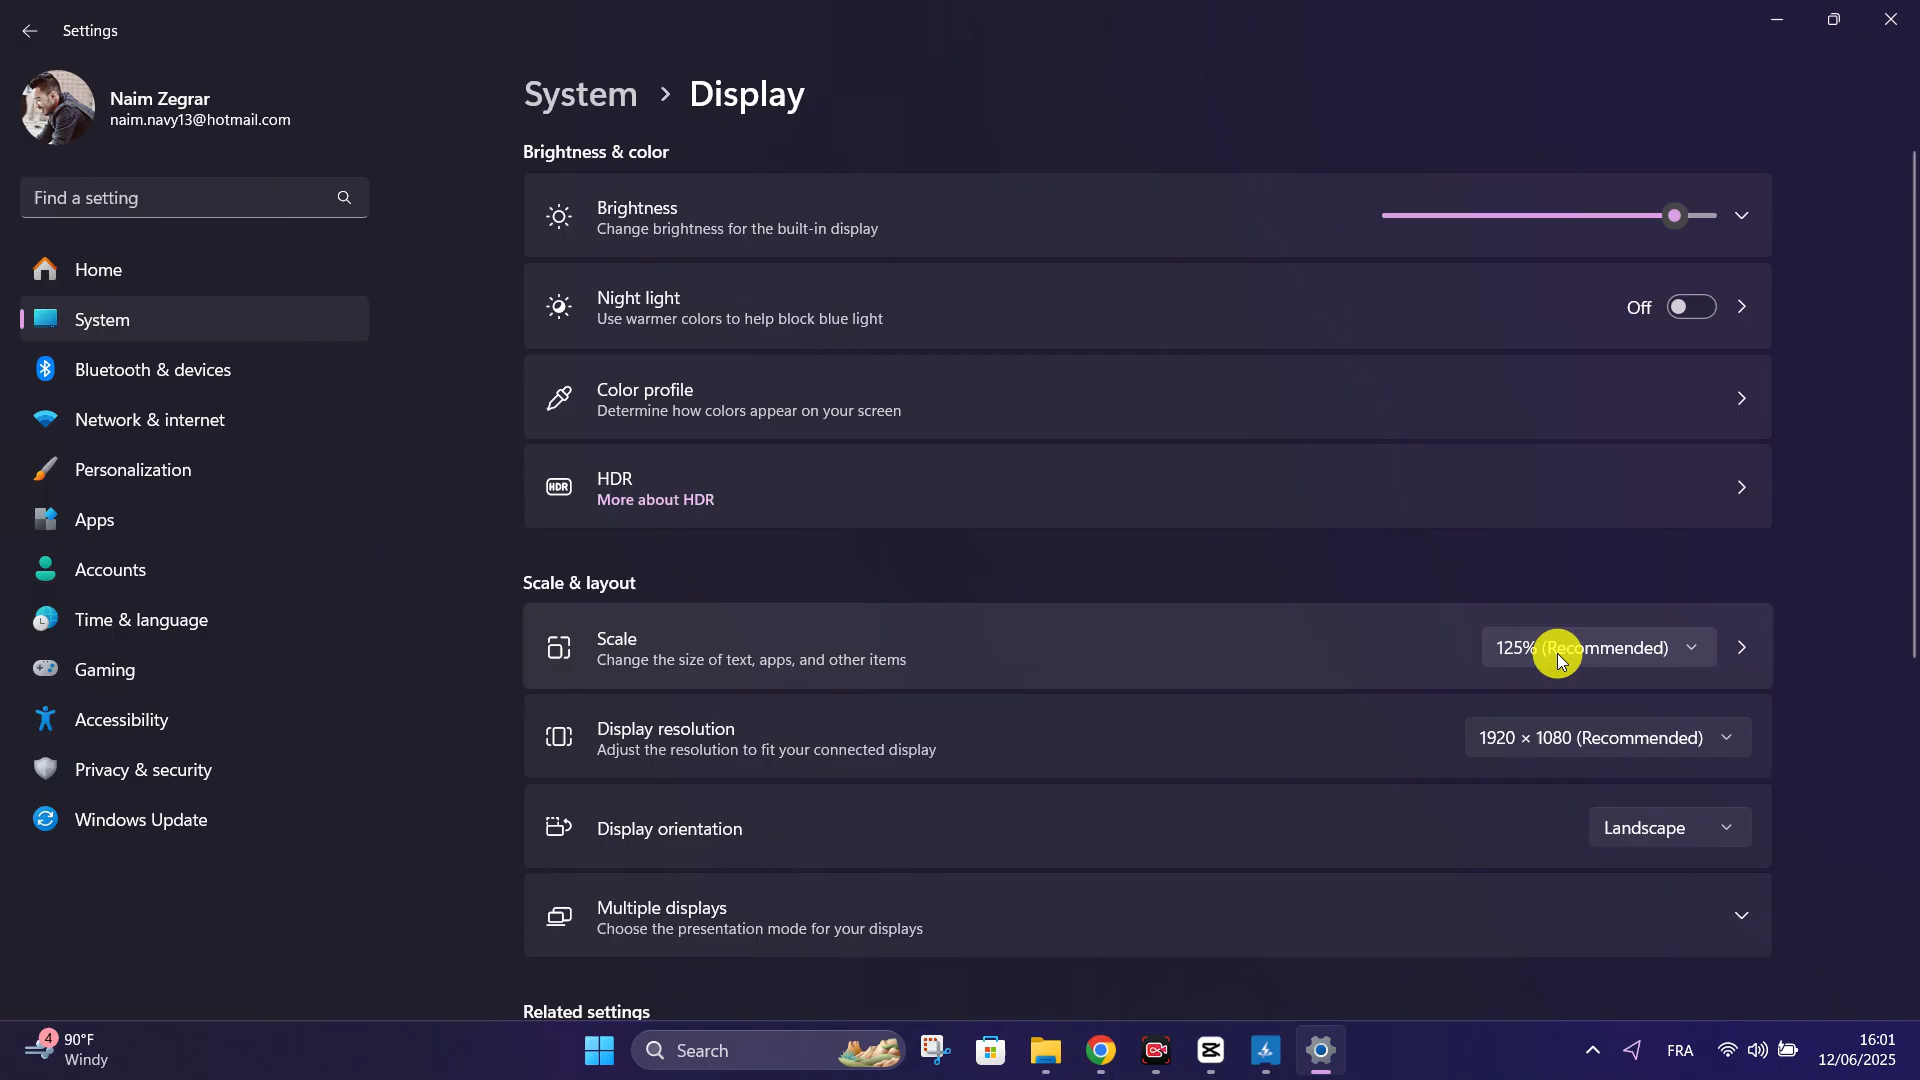 Settings
Naim Zegrar
naim.navy13@hotmail.com
Find a setting
Home
System
Bluetooth & devices
Network & internet
Personalization
Apps
Accounts
Time & language
Gaming
Accessibility
Privacy & security
Windows Update
System > Display
Brightness & color
Brightness
Change brightness for the built-in display
Night light
Use warmer colors to help block blue light
Off
Color profile
Determine how colors appear on your screen
HDR
HDR
More about HDR
Scale & layout
Scale
Change the size of text, apps, and other items
125% (Recommended)
Display resolution
Adjust the resolution to fit your connected display
1920 × 1080 (Recommended)
Display orientation
Landscape
Multiple displays
Choose the presentation mode for your displays
Related settings
4
90°F
Windy
Search
FRA
16:01
12/06/2025